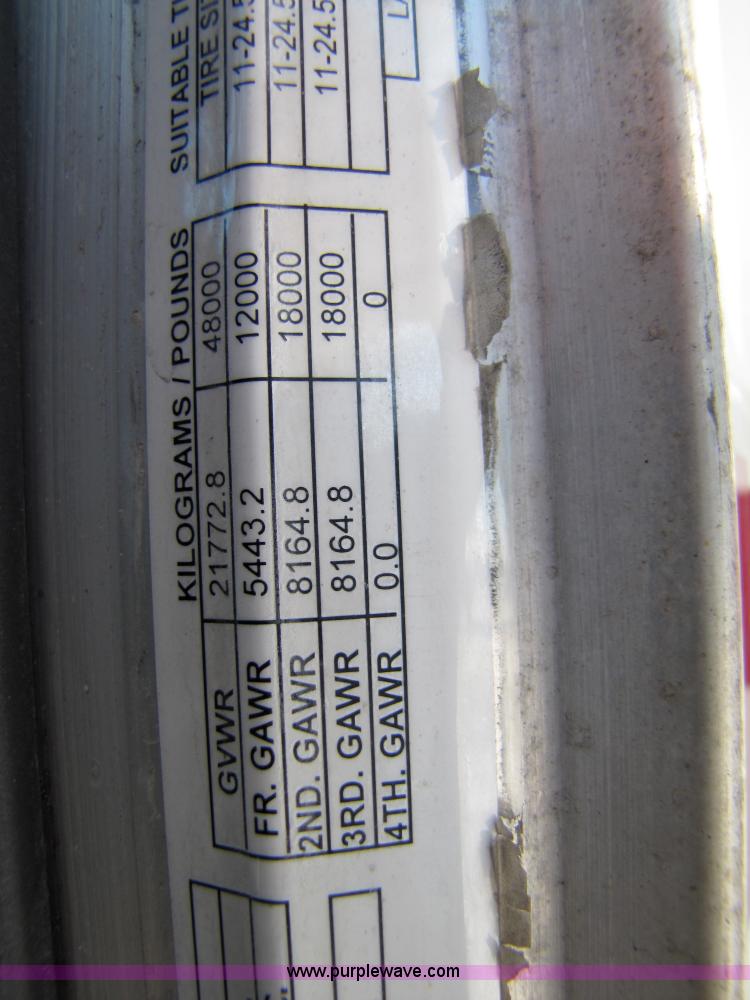 KILOGRAMS / POUNDS
GVWR 21772.8 48000
FR. GAWR 5443.2 12000
2ND. GAWR 8164.8 18000
3RD. GAWR 8164.8 18000
4TH. GAWR 0.0 0
SUITABLE
TIRE
11-24.5
11-24.5
11-24.5
www.purplewave.com